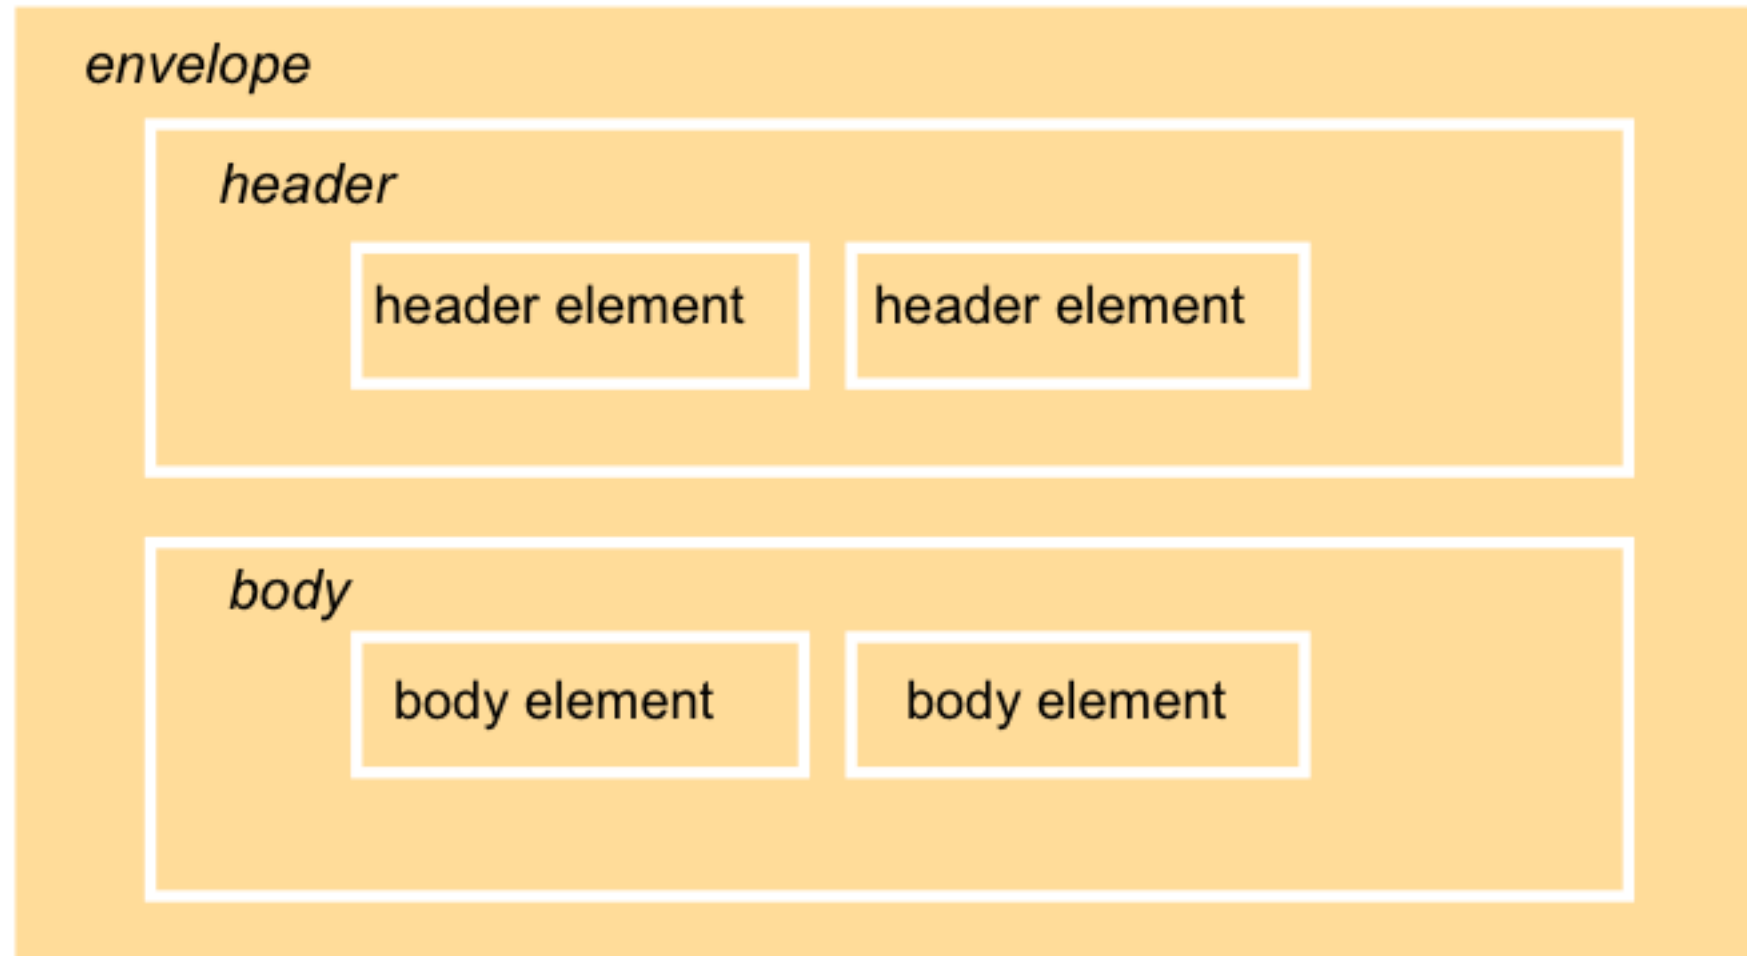 envelope
header
header element header element
body
body element body element